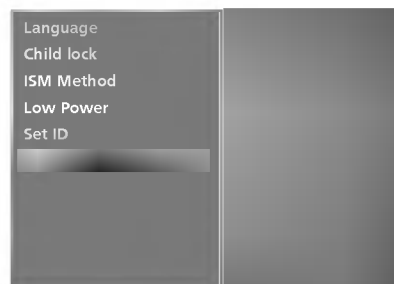 Language
Child lock
ISM Method
Low Power
Set ID